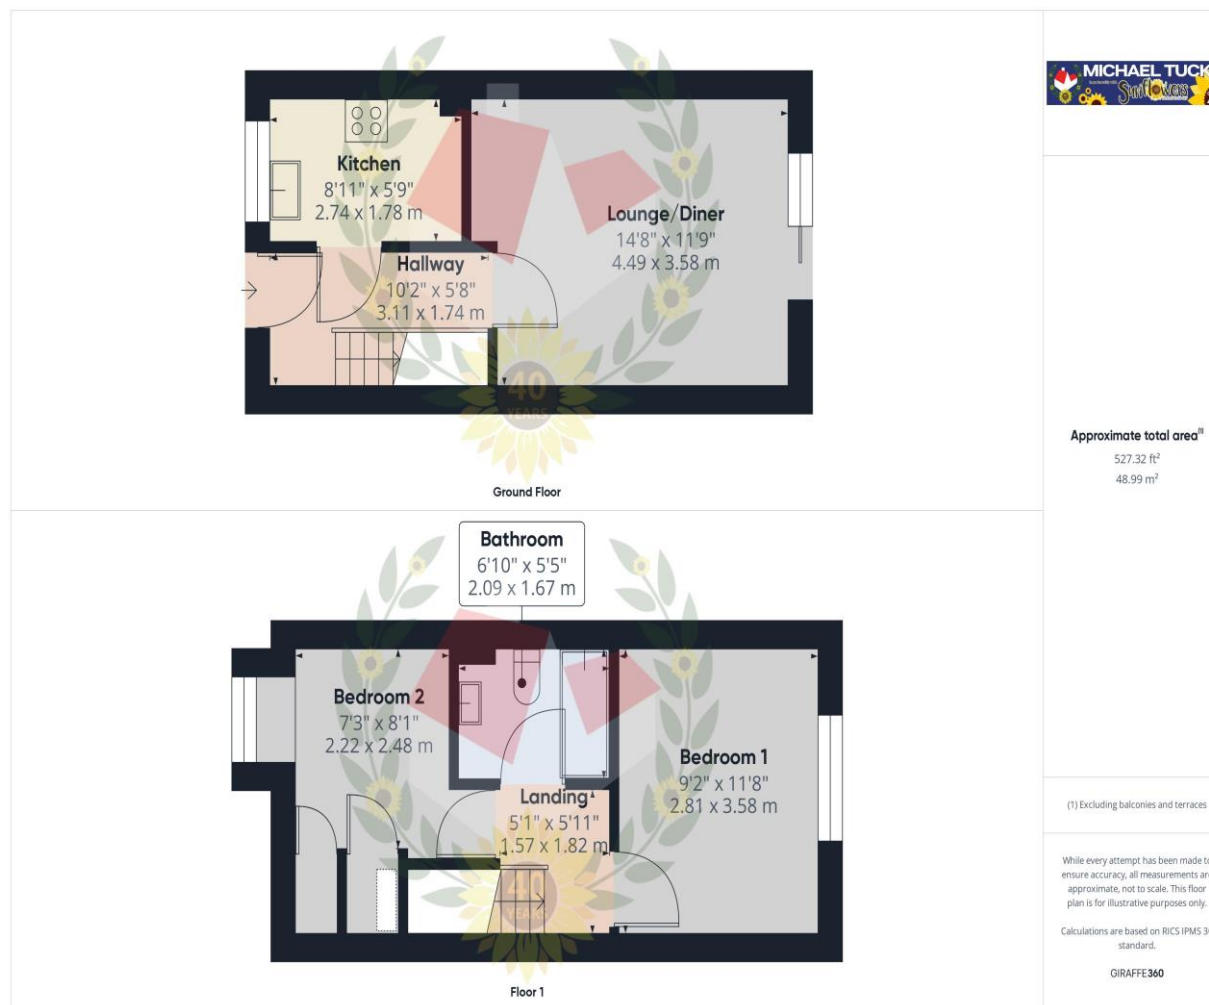 Kitchen
8'11" x 5'9"
2.74 x 1.78 m
Lounge/Diner
14'8" x 11'9"
4.49 x 3.58 m
Hallway
10'2" x 5'8"
3.11 x 1.74 m
40
YEARS
Ground Floor
Bathroom
6'10" x 5'5"
2.09 x 1.67 m
Bedroom 2
7'3" x 8'1"
2.22 x 2.48 m
Bedroom 1
9'2" x 11'8"
2.81 x 3.58 m
Landing
5'1" x 5'11"
1.57 x 1.82 m
40
YEARS
Floor 1
MICHAEL TUCK
Sunflowers
Approximate total area(1)
527.32 ft²
48.99 m²
(1) Excluding balconies and terraces
While every attempt has been made to
ensure accuracy, all measurements are
approximate, not to scale. This floor
plan is for illustrative purposes only.
Calculations are based on RICS IPMS 3C
standard.
GIRAFFE360